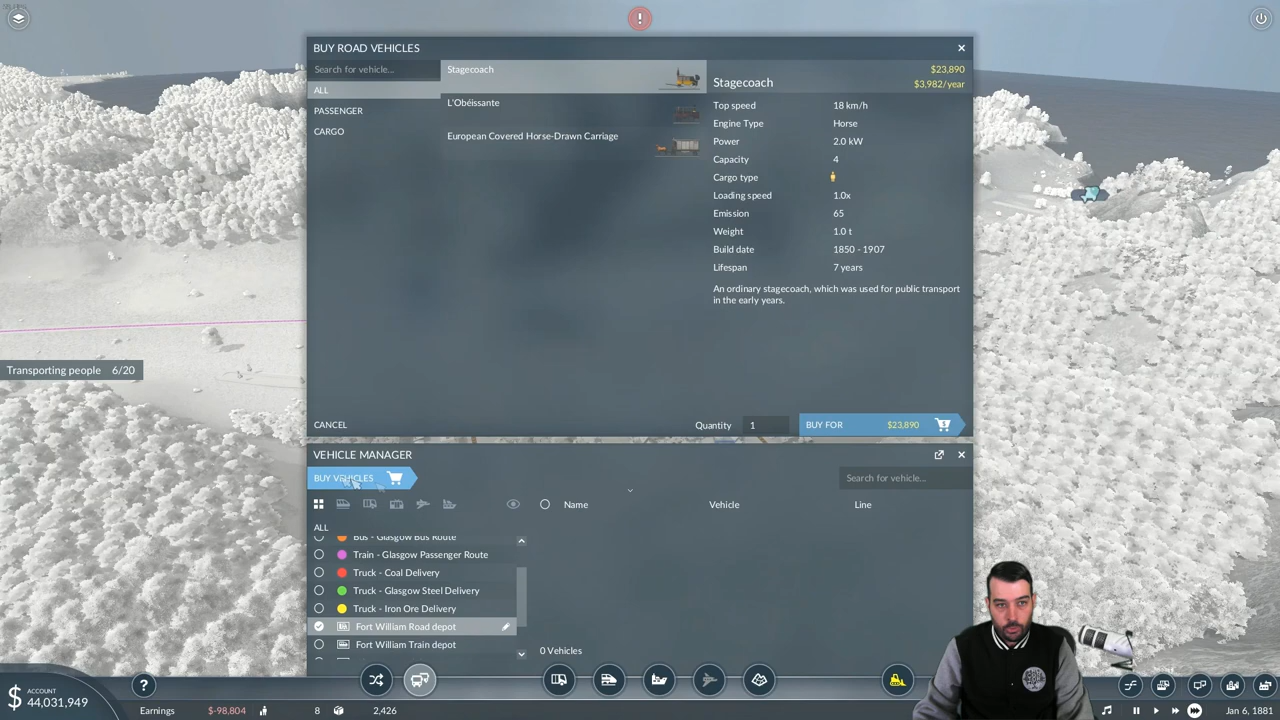 BUY ROAD VEHICLES
Search for vehicle...
ALL
PASSENGER
CARGO
Stagecoach
L'Obéissante
European Covered Horse-Drawn Carriage
Stagecoach
$23,890
$3,982/year
Top speed 18 km/h
Engine Type Horse
Power 2.0 kW
Capacity 4
Cargo type
Loading speed 1.0x
Emission 65
Weight 1.0 t
Build date 1850 - 1907
Lifespan 7 years
An ordinary stagecoach, which was used for public transport
in the early years.
Transporting people 6/20
CANCEL
Quantity 1
BUY FOR $23,890
VEHICLE MANAGER
BUY VEHICLES
Search for vehicle...
Name Vehicle Line
ALL
Bus - Glasgow Bus Route
Train - Glasgow Passenger Route
Truck - Coal Delivery
Truck - Glasgow Steel Delivery
Truck - Iron Ore Delivery
Fort William Road depot
Fort William Train depot
0 Vehicles
$ ACCOUNT
44,031,949
?
Earnings $-98,804 8 2,426
Jan 6, 1881